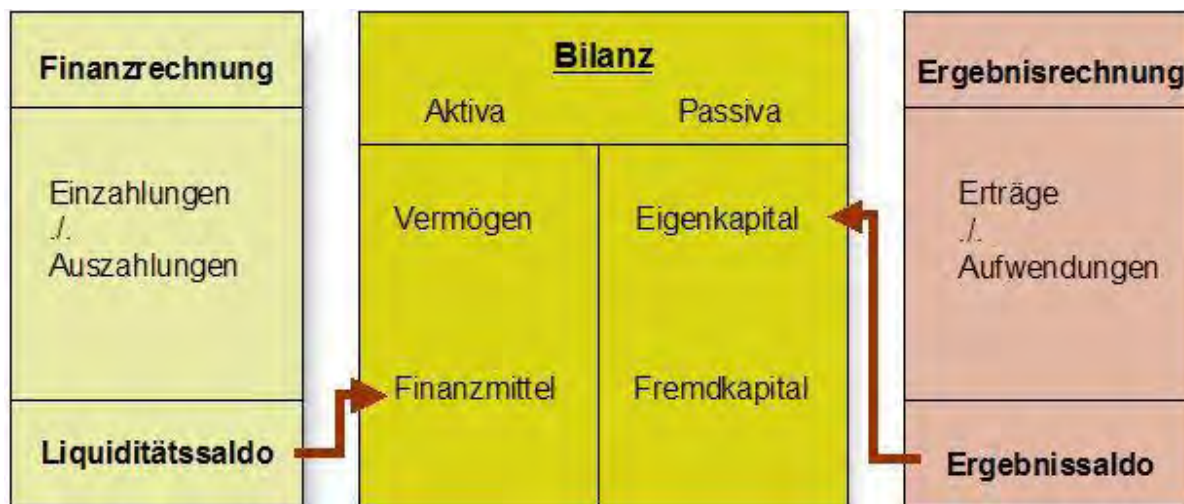 Finanzrechnung
Einzahlungen
./.
Auszahlungen
Liquiditätssaldo
Bilanz
Aktiva Passiva
Vermögen Eigenkapital
Finanzmittel Fremdkapital
Ergebnisrechnung
Erträge
./.
Aufwendungen
Ergebnissaldo